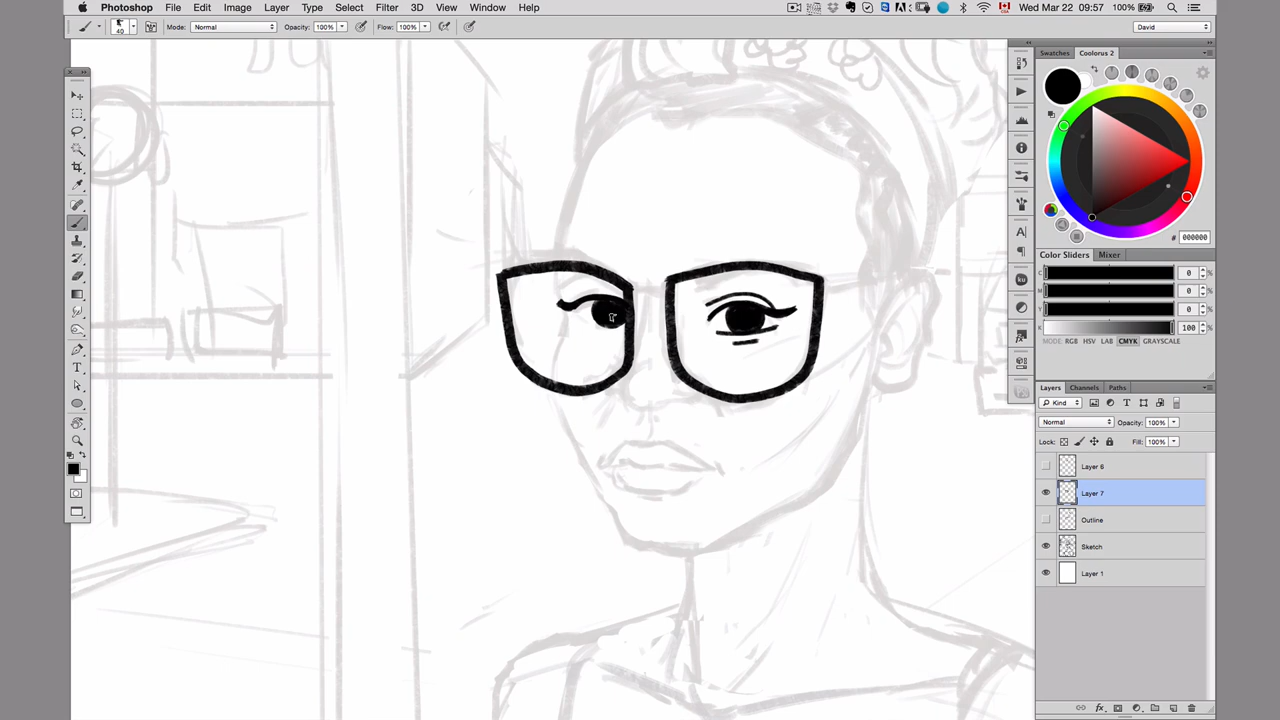 Photoshop File Edit Image Layer Type Select Filter 3D View Window Help Wed Mar 22 09:57 100%
40 Mode: Normal Opacity: 100% Flow: 100% David
Swatches Coolorus 2
# 000000
Color Sliders Mixer
C 0 %
M 0 %
Y 0 %
K 100 %
MODE: RGB HSV LAB CMYK GRAYSCALE
Layers Channels Paths
Kind
Normal Opacity: 100%
Lock: Fill: 100%
Layer 6
Layer 7
Outline
Sketch
Layer 1